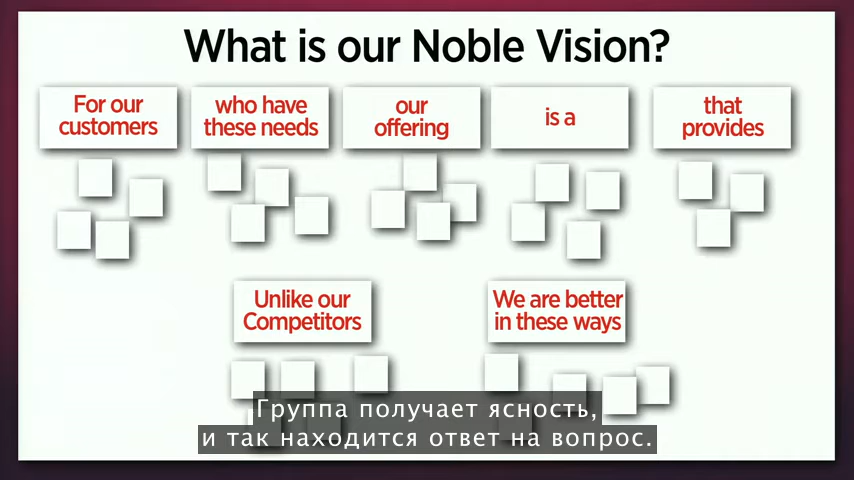 What is our Noble Vision?
For our
customers
who have
these needs
our
offering
is a
that
provides
Unlike our
Competitors
We are better
in these ways
Группа получает ясность,
и так находится ответ на вопрос.